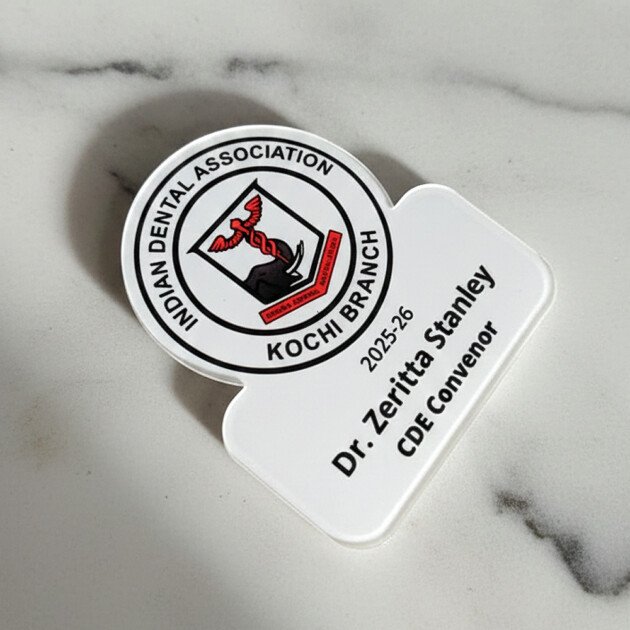 INDIAN DENTAL ASSOCIATION
KOCHI BRANCH
2025-26
Dr. Zeritta Stanley
CDE Convenor